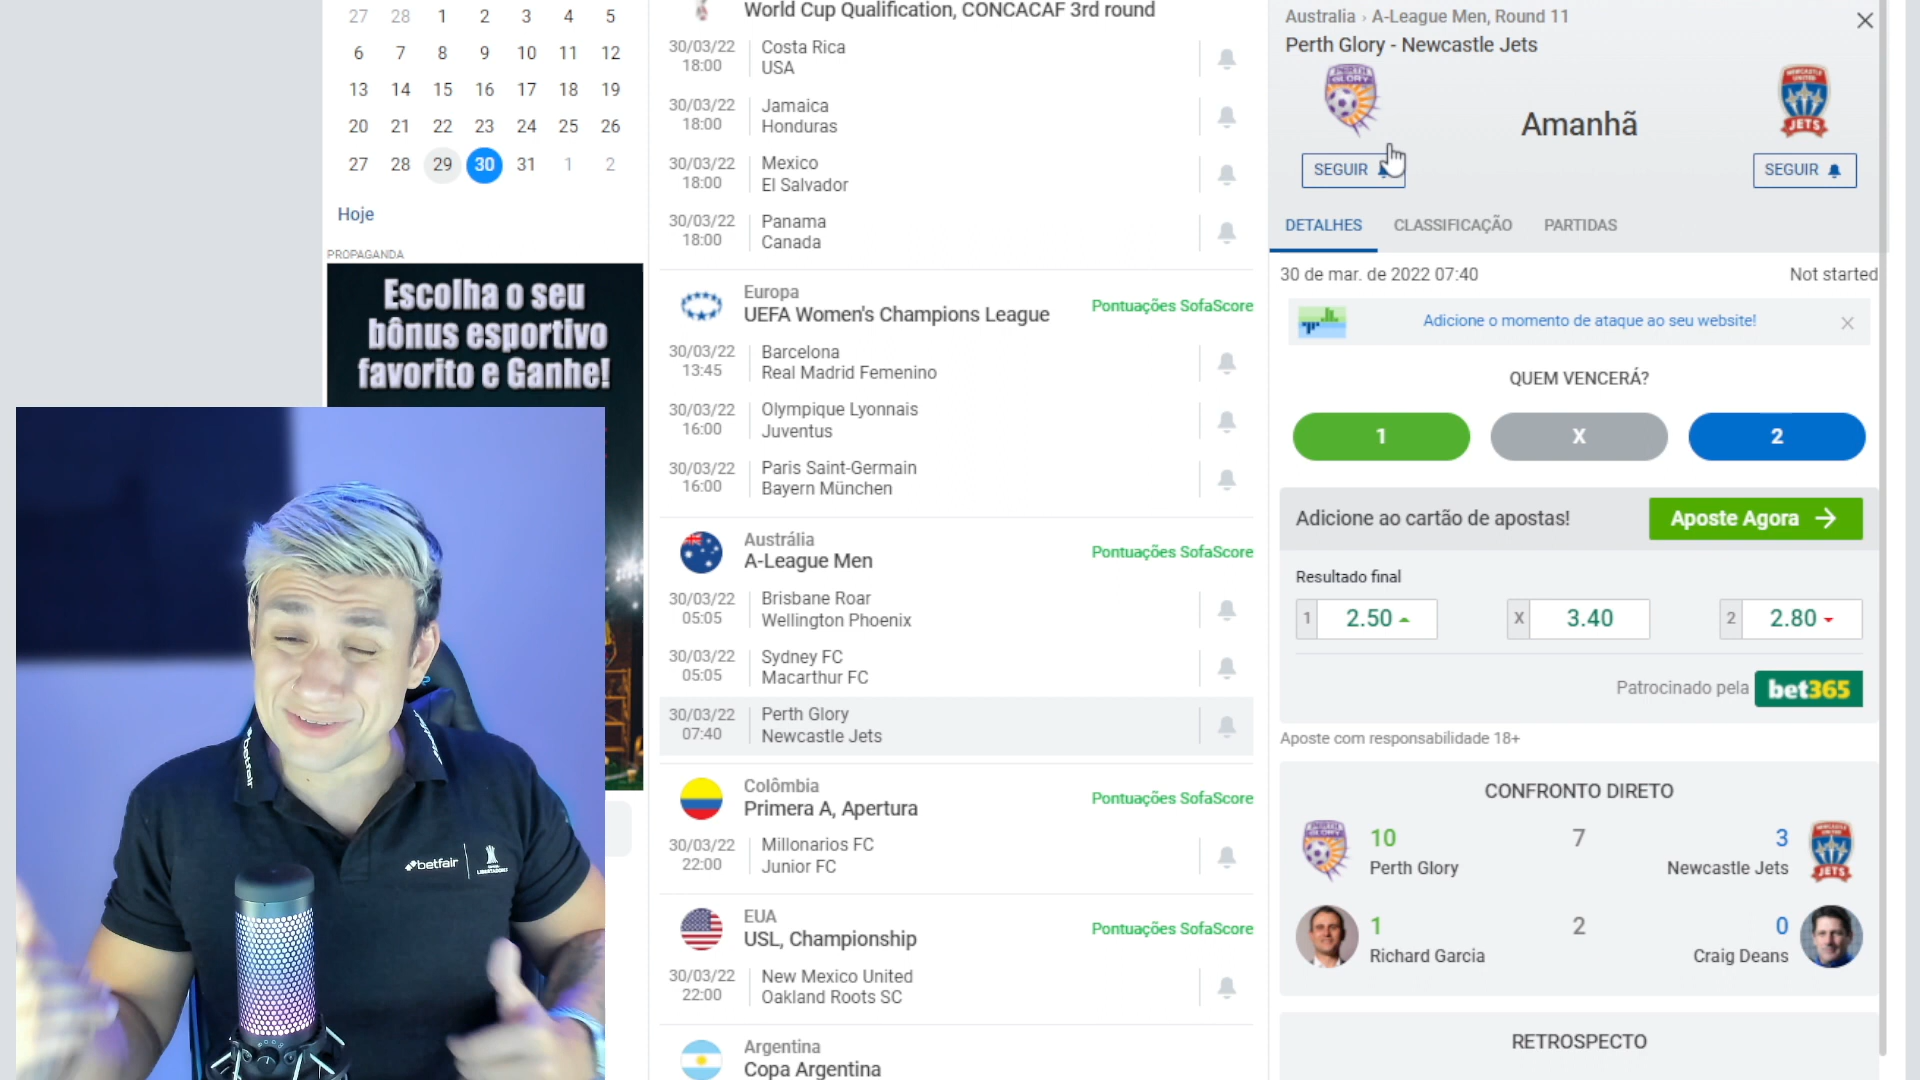 27 28 1 2 3 4 5
6 7 8 9 10 11 12
13 14 15 16 17 18 19
20 21 22 23 24 25 26
27 28 29 30 31 1 2
Hoje
PROPAGANDA
Escolha o seu
bônus esportivo
favorito e Ganhe!
betfair
betfair
LIBERTADORES
World Cup Qualification, CONCACAF 3rd round
30/03/22 Costa Rica
18:00 USA
30/03/22 Jamaica
18:00 Honduras
30/03/22 Mexico
18:00 El Salvador
30/03/22 Panama
18:00 Canada
Europa
UEFA Women's Champions League
Pontuações SofaScore
30/03/22 Barcelona
13:45 Real Madrid Femenino
30/03/22 Olympique Lyonnais
16:00 Juventus
30/03/22 Paris Saint-Germain
16:00 Bayern München
Austrália
A-League Men
Pontuações SofaScore
30/03/22 Brisbane Roar
05:05 Wellington Phoenix
30/03/22 Sydney FC
05:05 Macarthur FC
30/03/22 Perth Glory
07:40 Newcastle Jets
Colômbia
Primera A, Apertura
Pontuações SofaScore
30/03/22 Millonarios FC
22:00 Junior FC
EUA
USL, Championship
Pontuações SofaScore
30/03/22 New Mexico United
22:00 Oakland Roots SC
Argentina
Copa Argentina
Australia › A-League Men, Round 11
Perth Glory - Newcastle Jets
Amanhã
SEGUIR SEGUIR
DETALHES CLASSIFICAÇÃO PARTIDAS
30 de mar. de 2022 07:40 Not started
Adicione o momento de ataque ao seu website!
QUEM VENCERÁ?
1 X 2
Adicione ao cartão de apostas! Aposte Agora
Resultado final
1 2.50 X 3.40 2 2.80
Patrocinado pela bet365
Aposte com responsabilidade 18+
CONFRONTO DIRETO
10 7 3
Perth Glory Newcastle Jets
1 2 0
Richard Garcia Craig Deans
RETROSPECTO